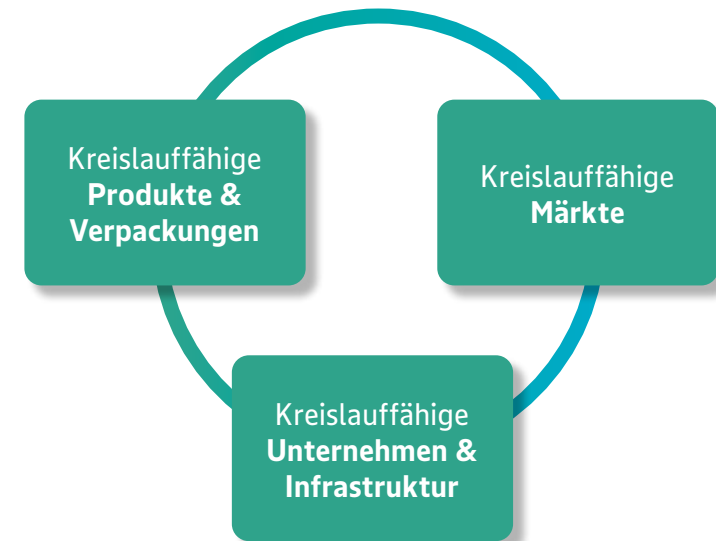 Kreislauffähige
Produkte &
Verpackungen
Kreislauffähige
Märkte
Kreislauffähige
Unternehmen &
Infrastruktur